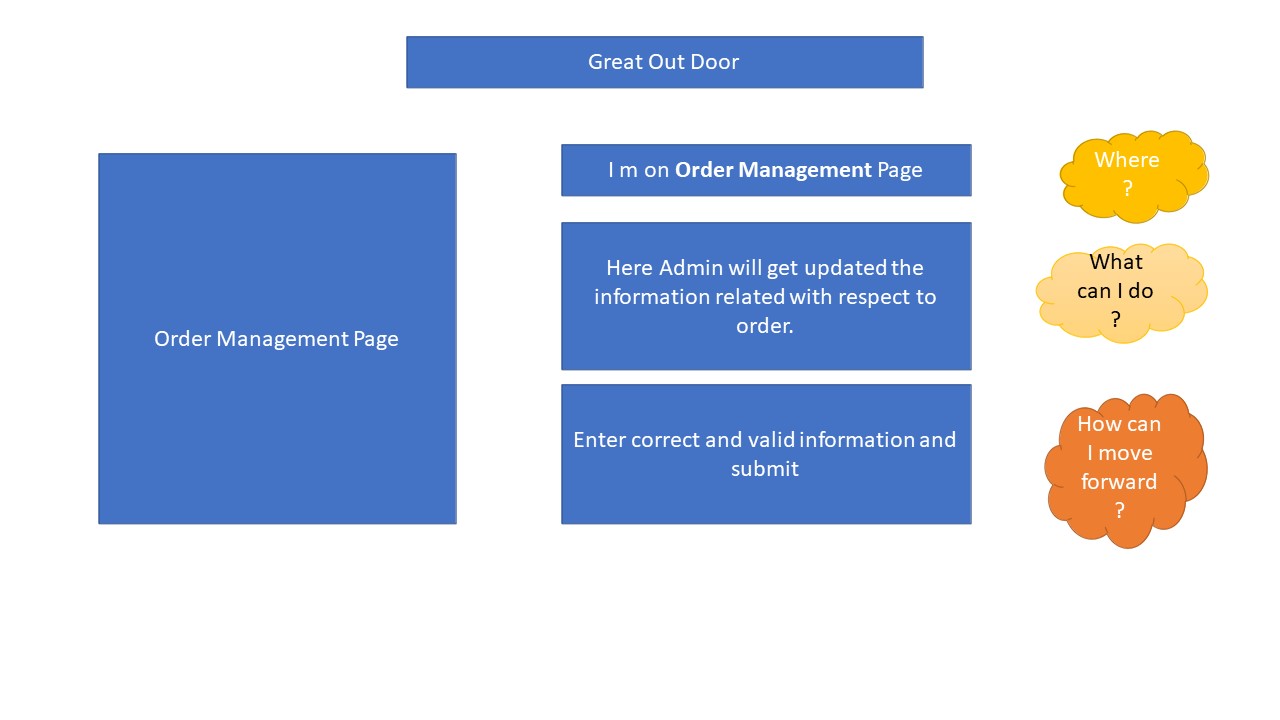 Great Out Door
Order Management Page
I m on Order Management Page
Here Admin will get updated the
information related with respect to
order.
Enter correct and valid information and
submit
Where
?
What
can I do
?
How can
I move
forward
?